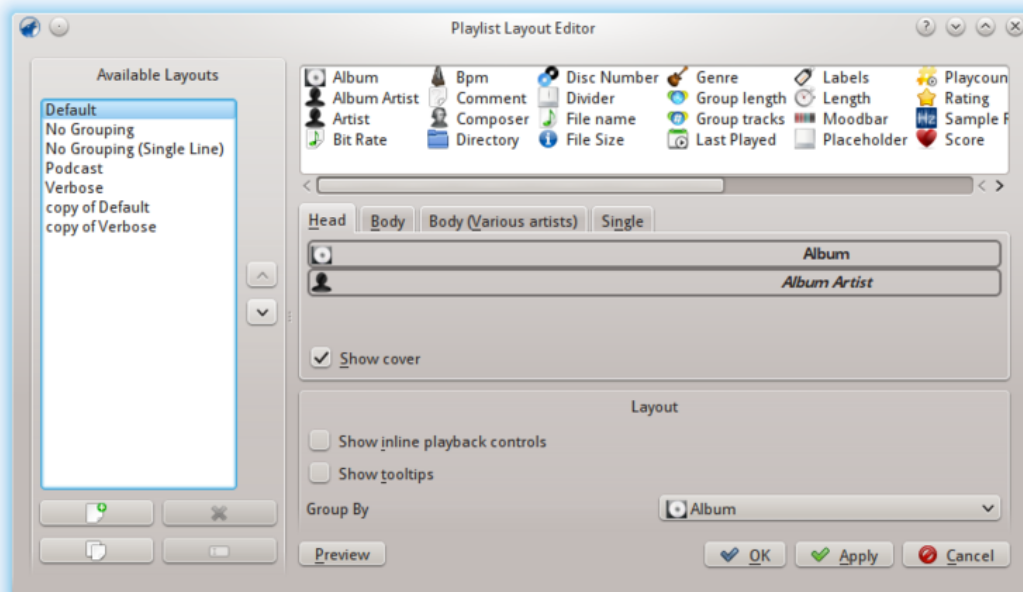 Playlist Layout Editor
Available Layouts
Default
No Grouping
No Grouping (Single Line)
Podcast
Verbose
copy of Default
copy of Verbose
Album Bpm Disc Number Genre Labels Playcoun
Album Artist Comment Divider Group length Length Rating
Artist Composer File name Group tracks Moodbar Hz Sample
Bit Rate Directory File Size Last Played Placeholder Score
Head Body Body (Various artists) Single
Album
Album Artist
Show cover
Layout
Show inline playback controls
Show tooltips
Group By Album
Preview OK Apply Cancel